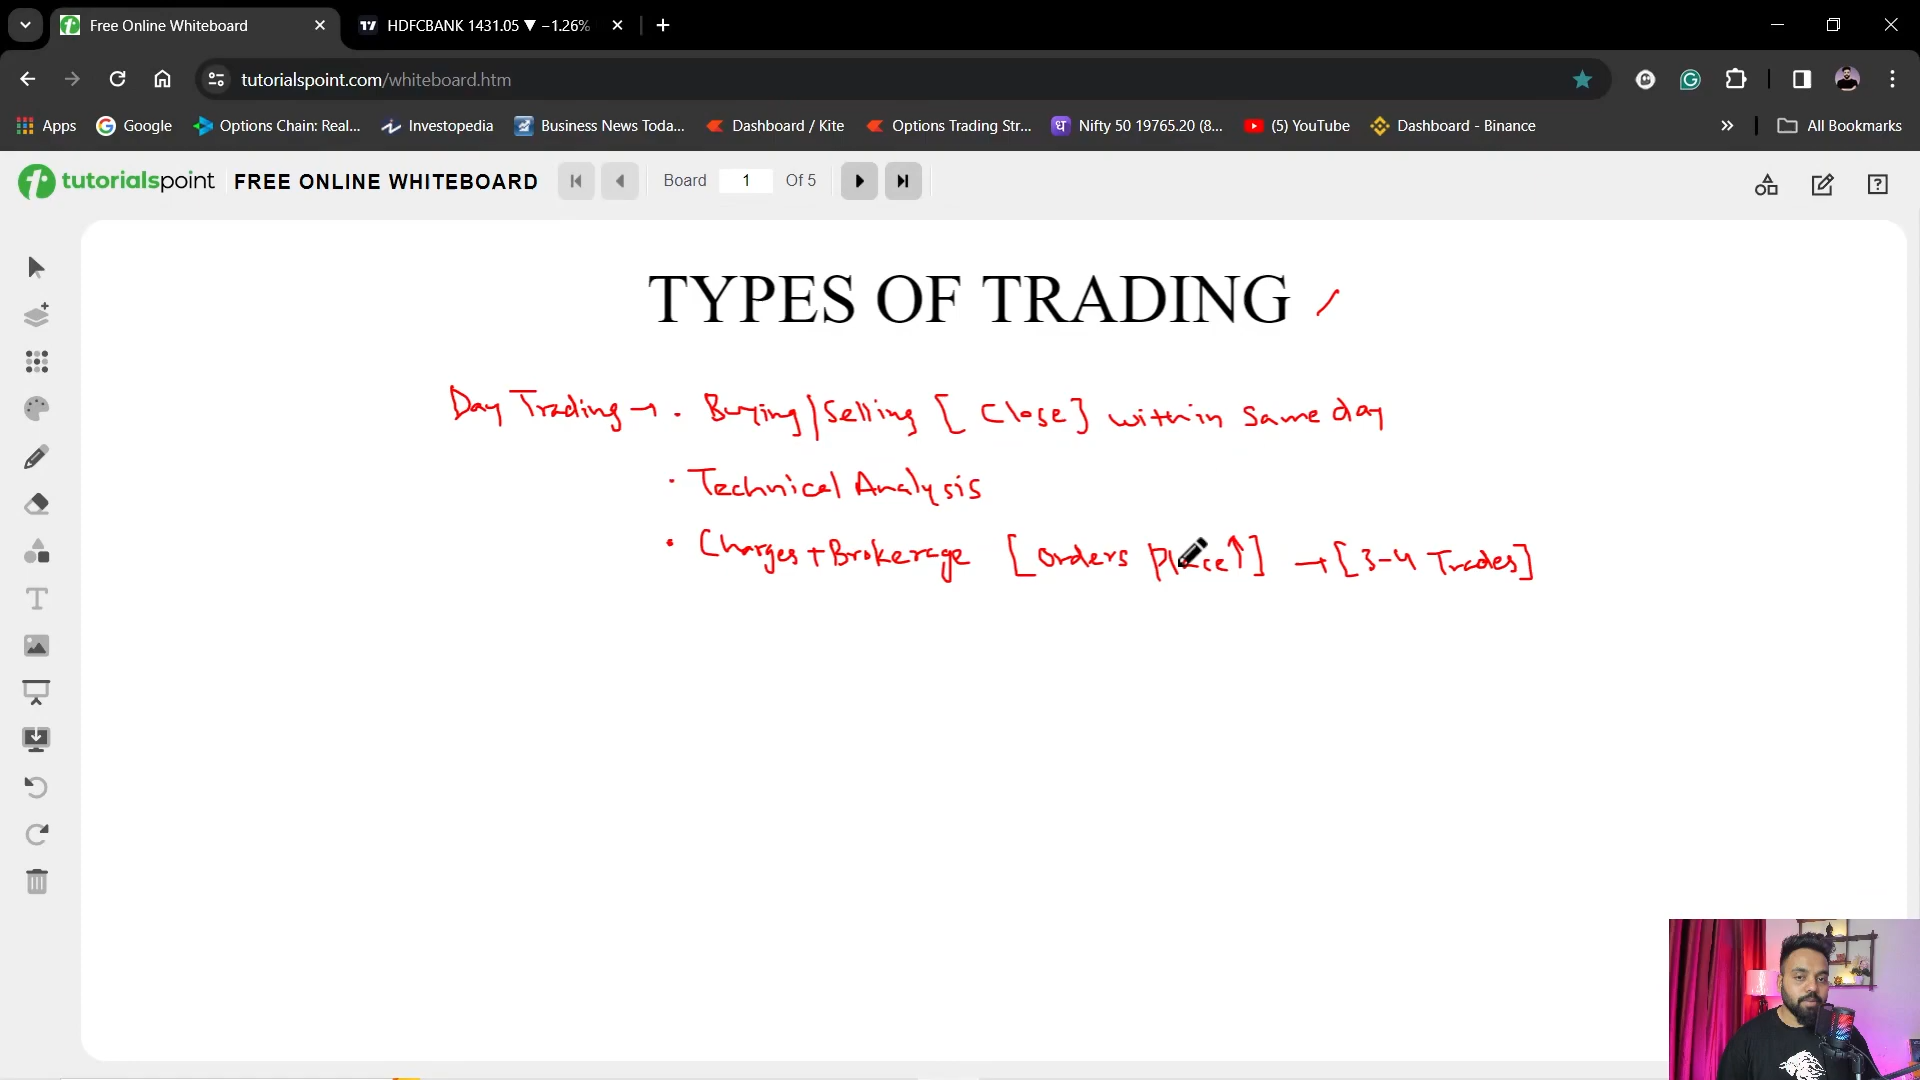 Free Online Whiteboard
HDFCBANK 1431.05 ▼ −1.26%
tutorialspoint.com/whiteboard.htm
Apps Google Options Chain: Real... Investopedia Business News Toda... Dashboard / Kite Options Trading Str... Nifty 50 19765.20 (8... (5) YouTube Dashboard - Binance » All Bookmarks
tutorialspoint FREE ONLINE WHITEBOARD Board 1 Of 5
TYPES OF TRADING
Day Trading → • Buying/Selling [ Close ] within same day
• Technical Analysis
• Charges + Brokerage [Orders place↑] → [3-4 Trades]